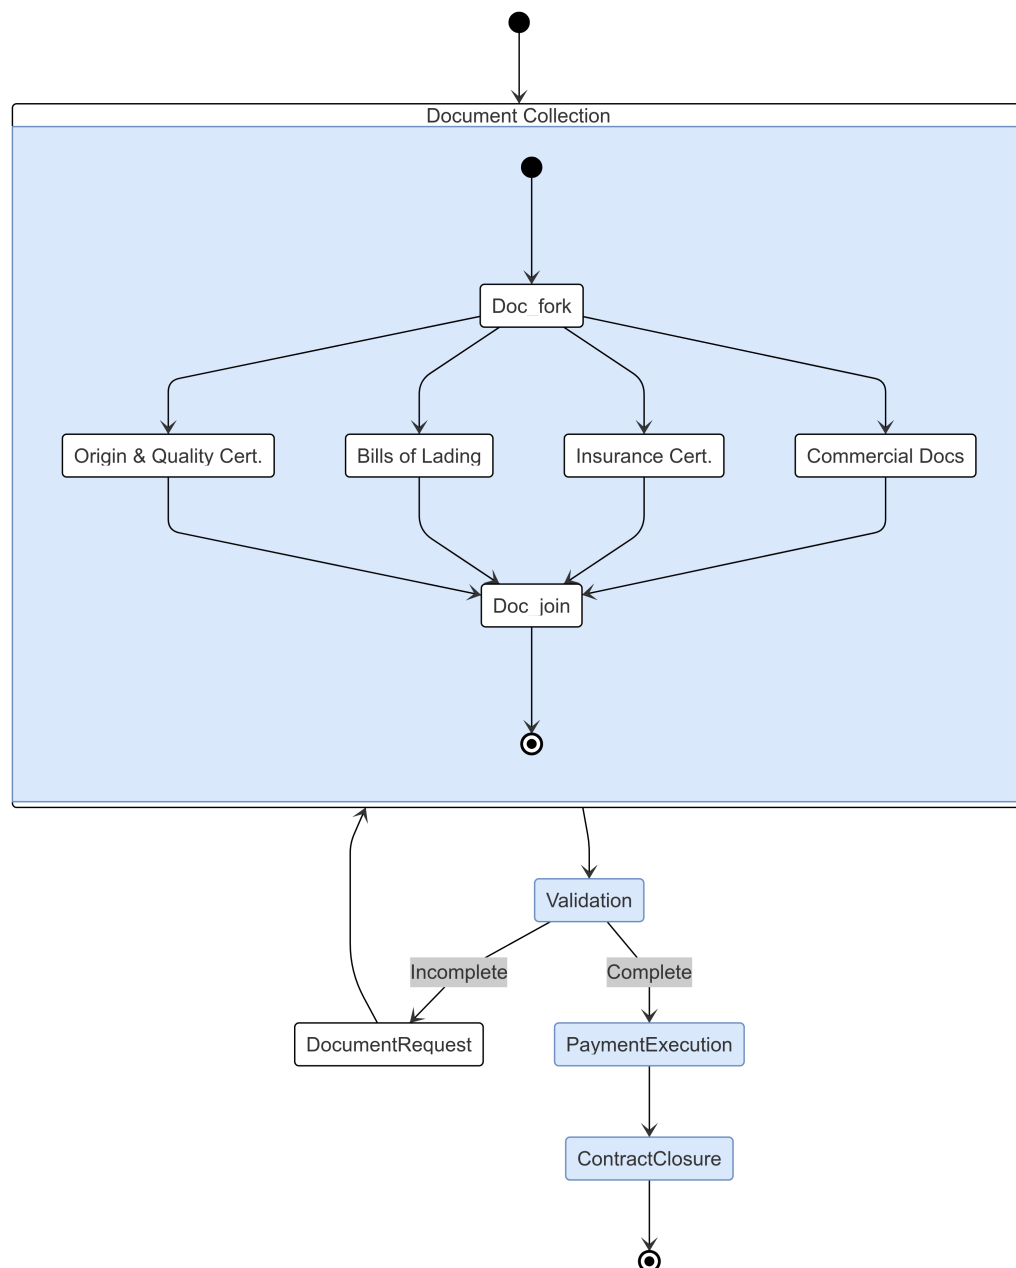 Document Collection
Doc_fork
Origin & Quality Cert.
Bills of Lading
Insurance Cert.
Commercial Docs
Doc_join
Validation
Incomplete
Complete
DocumentRequest
PaymentExecution
ContractClosure